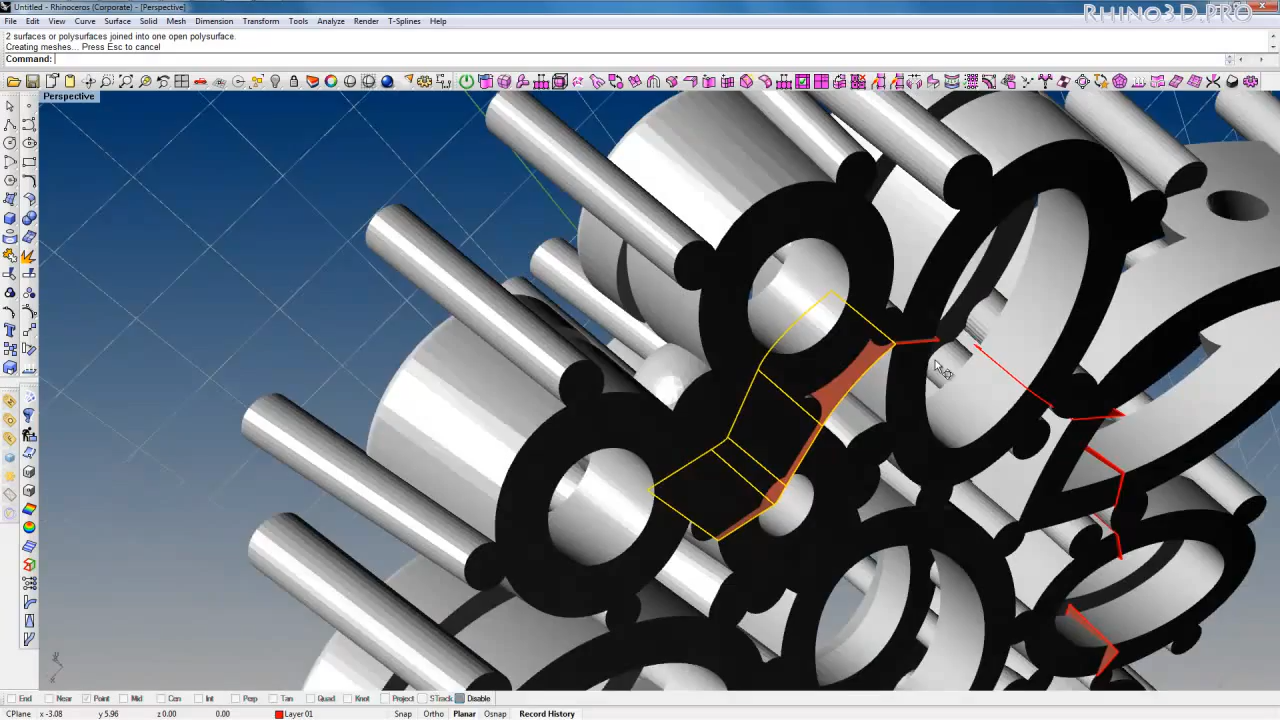 Untitled - Rhinoceros (Corporate) - [Perspective]
RHINO3D.PRO
File Edit View Curve Surface Solid Mesh Dimension Transform Tools Analyze Render T-Splines Help
2 surfaces or polysurfaces joined into one open polysurface.
Creating meshes... Press Esc to cancel
Command:
Perspective
End Near Point Mid Cen Int Perp Tan Quad Knot Project STrack Disable
CPlane x -3.08 y 5.96 z 0.00 0.00 Layer 01 Snap Ortho Planar Osnap Record History